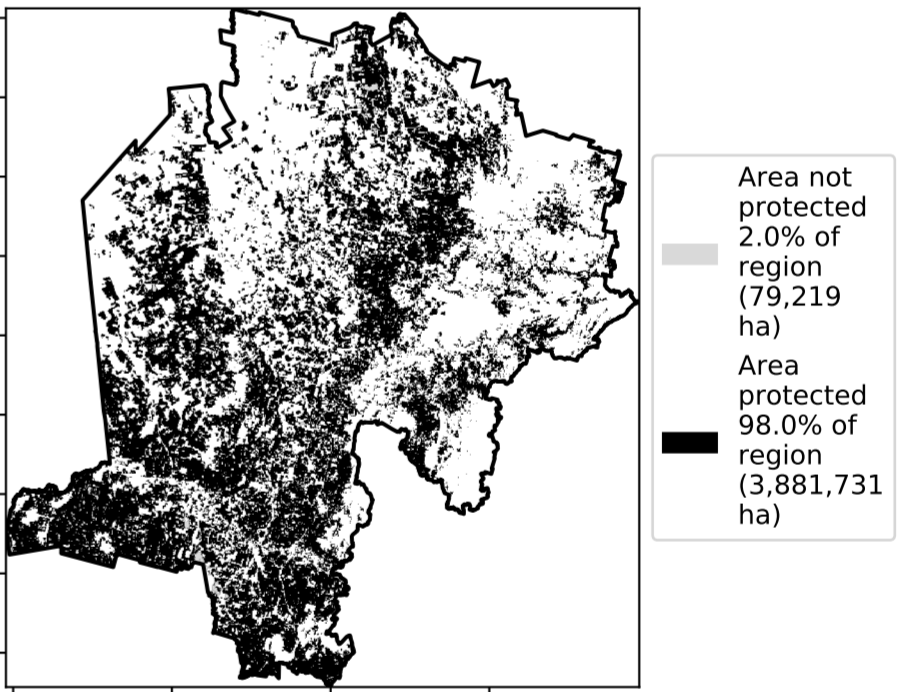 Area not
protected
2.0% of
region
(79,219
ha)
Area
protected
98.0% of
region
(3,881,731
ha)